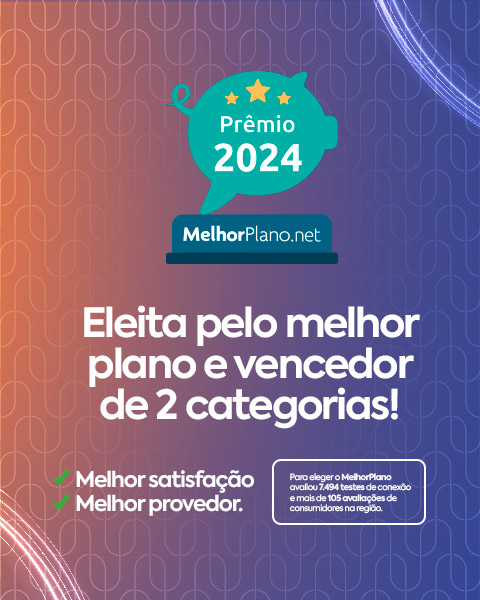 Prêmio
2024
MelhorPlano.net
Eleita pelo melhor
plano e vencedor
de 2 categorias!
Melhor satisfação
Melhor provedor.
Para eleger o MelhorPlano
avaliou 7.494 testes de conexão
e mais de 105 avaliações de
consumidores na região.